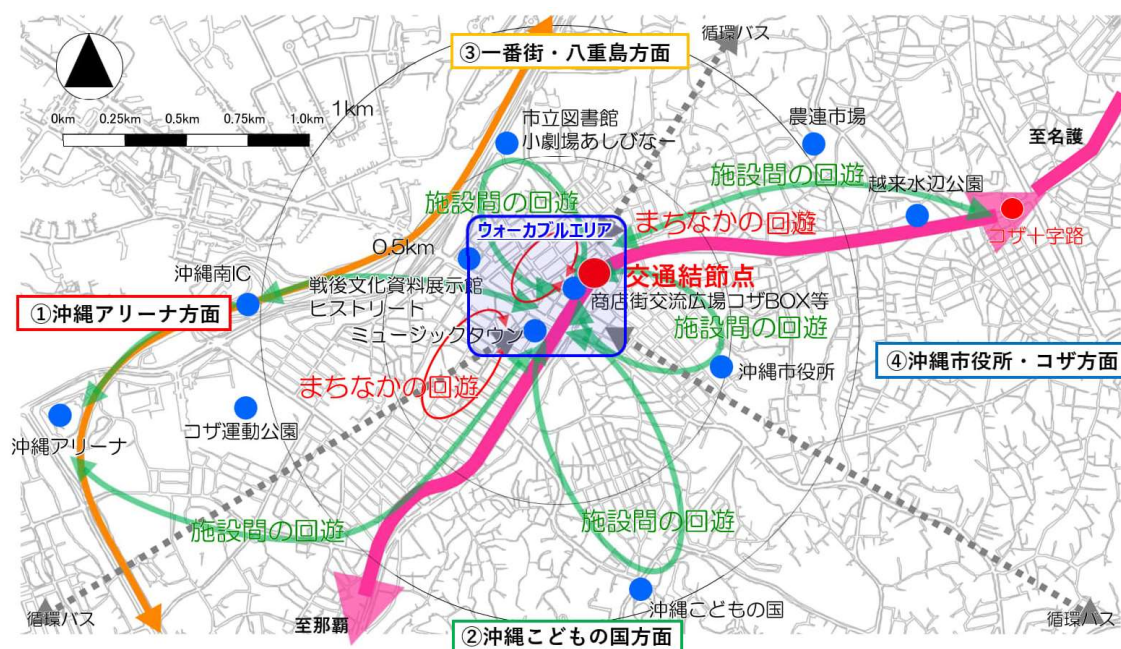 ③一番街・八重島方面
循環バス
1km
0km 0.25km 0.5km 0.75km 1.0km
市立図書館
小劇場あしびなー
農連市場
至名護
施設間の回遊
施設間の回遊
越来水辺公園
まちなかの回遊
コザ十字路
ウォーカブルエリア
0.5km
沖縄南IC
戦後文化資料展示館
ヒストリート
交通結節点
商店街交流広場コザBOX等
①沖縄アリーナ方面
ミュージックタウン
施設間の回遊
④沖縄市役所・コザ方面
沖縄市役所
まちなかの回遊
コザ運動公園
沖縄アリーナ
施設間の回遊
施設間の回遊
沖縄こどもの国
循環バス
至那覇
②沖縄こどもの国方面
循環バス